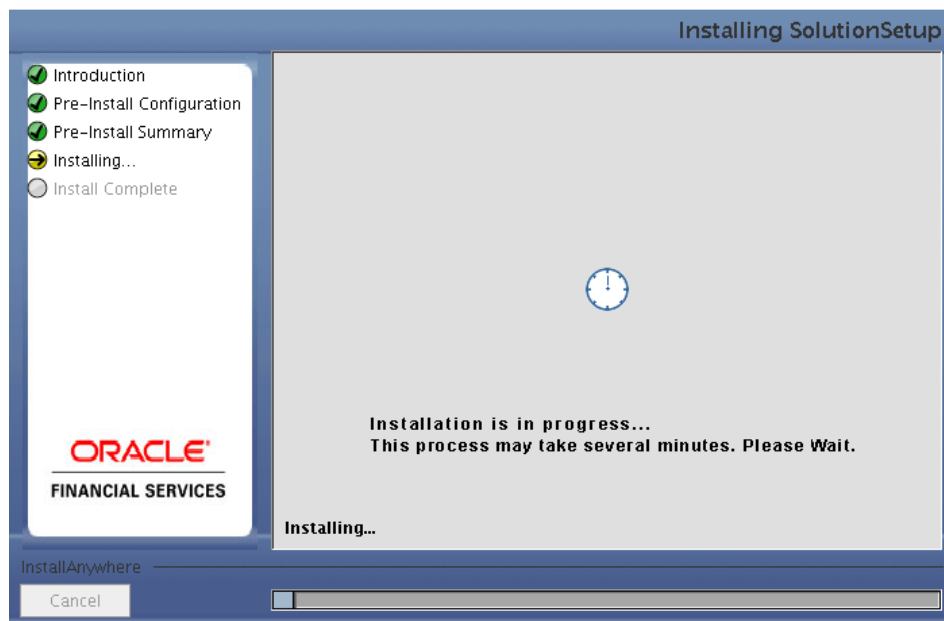 Installing SolutionSetup
Introduction
Pre-Install Configuration
Pre-Install Summary
Installing...
Install Complete
ORACLE®
FINANCIAL SERVICES
Installation is in progress...
This process may take several minutes. Please Wait.
Installing...
InstallAnywhere
Cancel